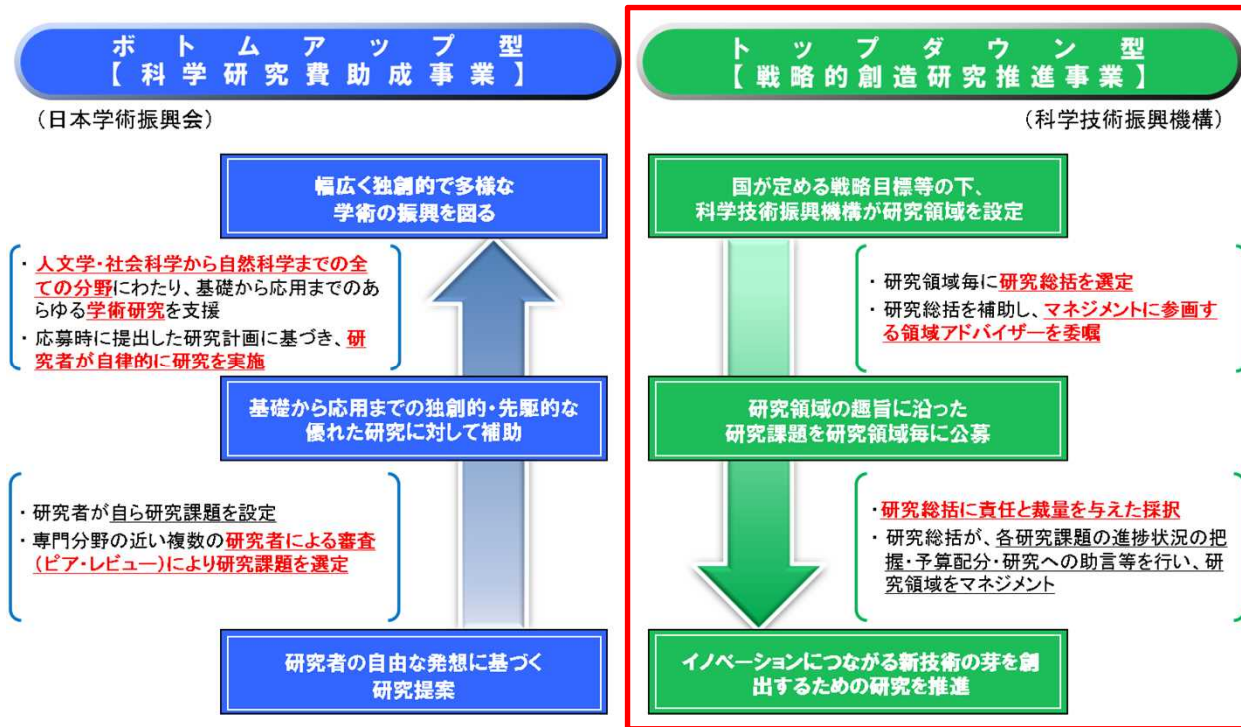 ボトムアップ型
【科学研究費助成事業】
(日本学術振興会)
幅広く独創的で多様な
学術の振興を図る
・人文学・社会科学から自然科学までの全
ての分野にわたり、基礎から応用までのあ
らゆる学術研究を支援
・応募時に提出した研究計画に基づき、研
究者が自律的に研究を実施
基礎から応用までの独創的・先駆的な
優れた研究に対して補助
・研究者が自ら研究課題を設定
・専門分野の近い複数の研究者による審査
(ピア・レビュー)により研究課題を選定
研究者の自由な発想に基づく
研究提案
トップダウン型
【戦略的創造研究推進事業】
(科学技術振興機構)
国が定める戦略目標等の下、
科学技術振興機構が研究領域を設定
・研究領域毎に研究総括を選定
・研究総括を補助し、マネジメントに参画す
る領域アドバイザーを委嘱
研究領域の趣旨に沿った
研究課題を研究領域毎に公募
・研究総括に責任と裁量を与えた採択
・研究総括が、各研究課題の進捗状況の把
握・予算配分・研究への助言等を行い、研
究領域をマネジメント
イノベーションにつながる新技術の芽を創
出するための研究を推進